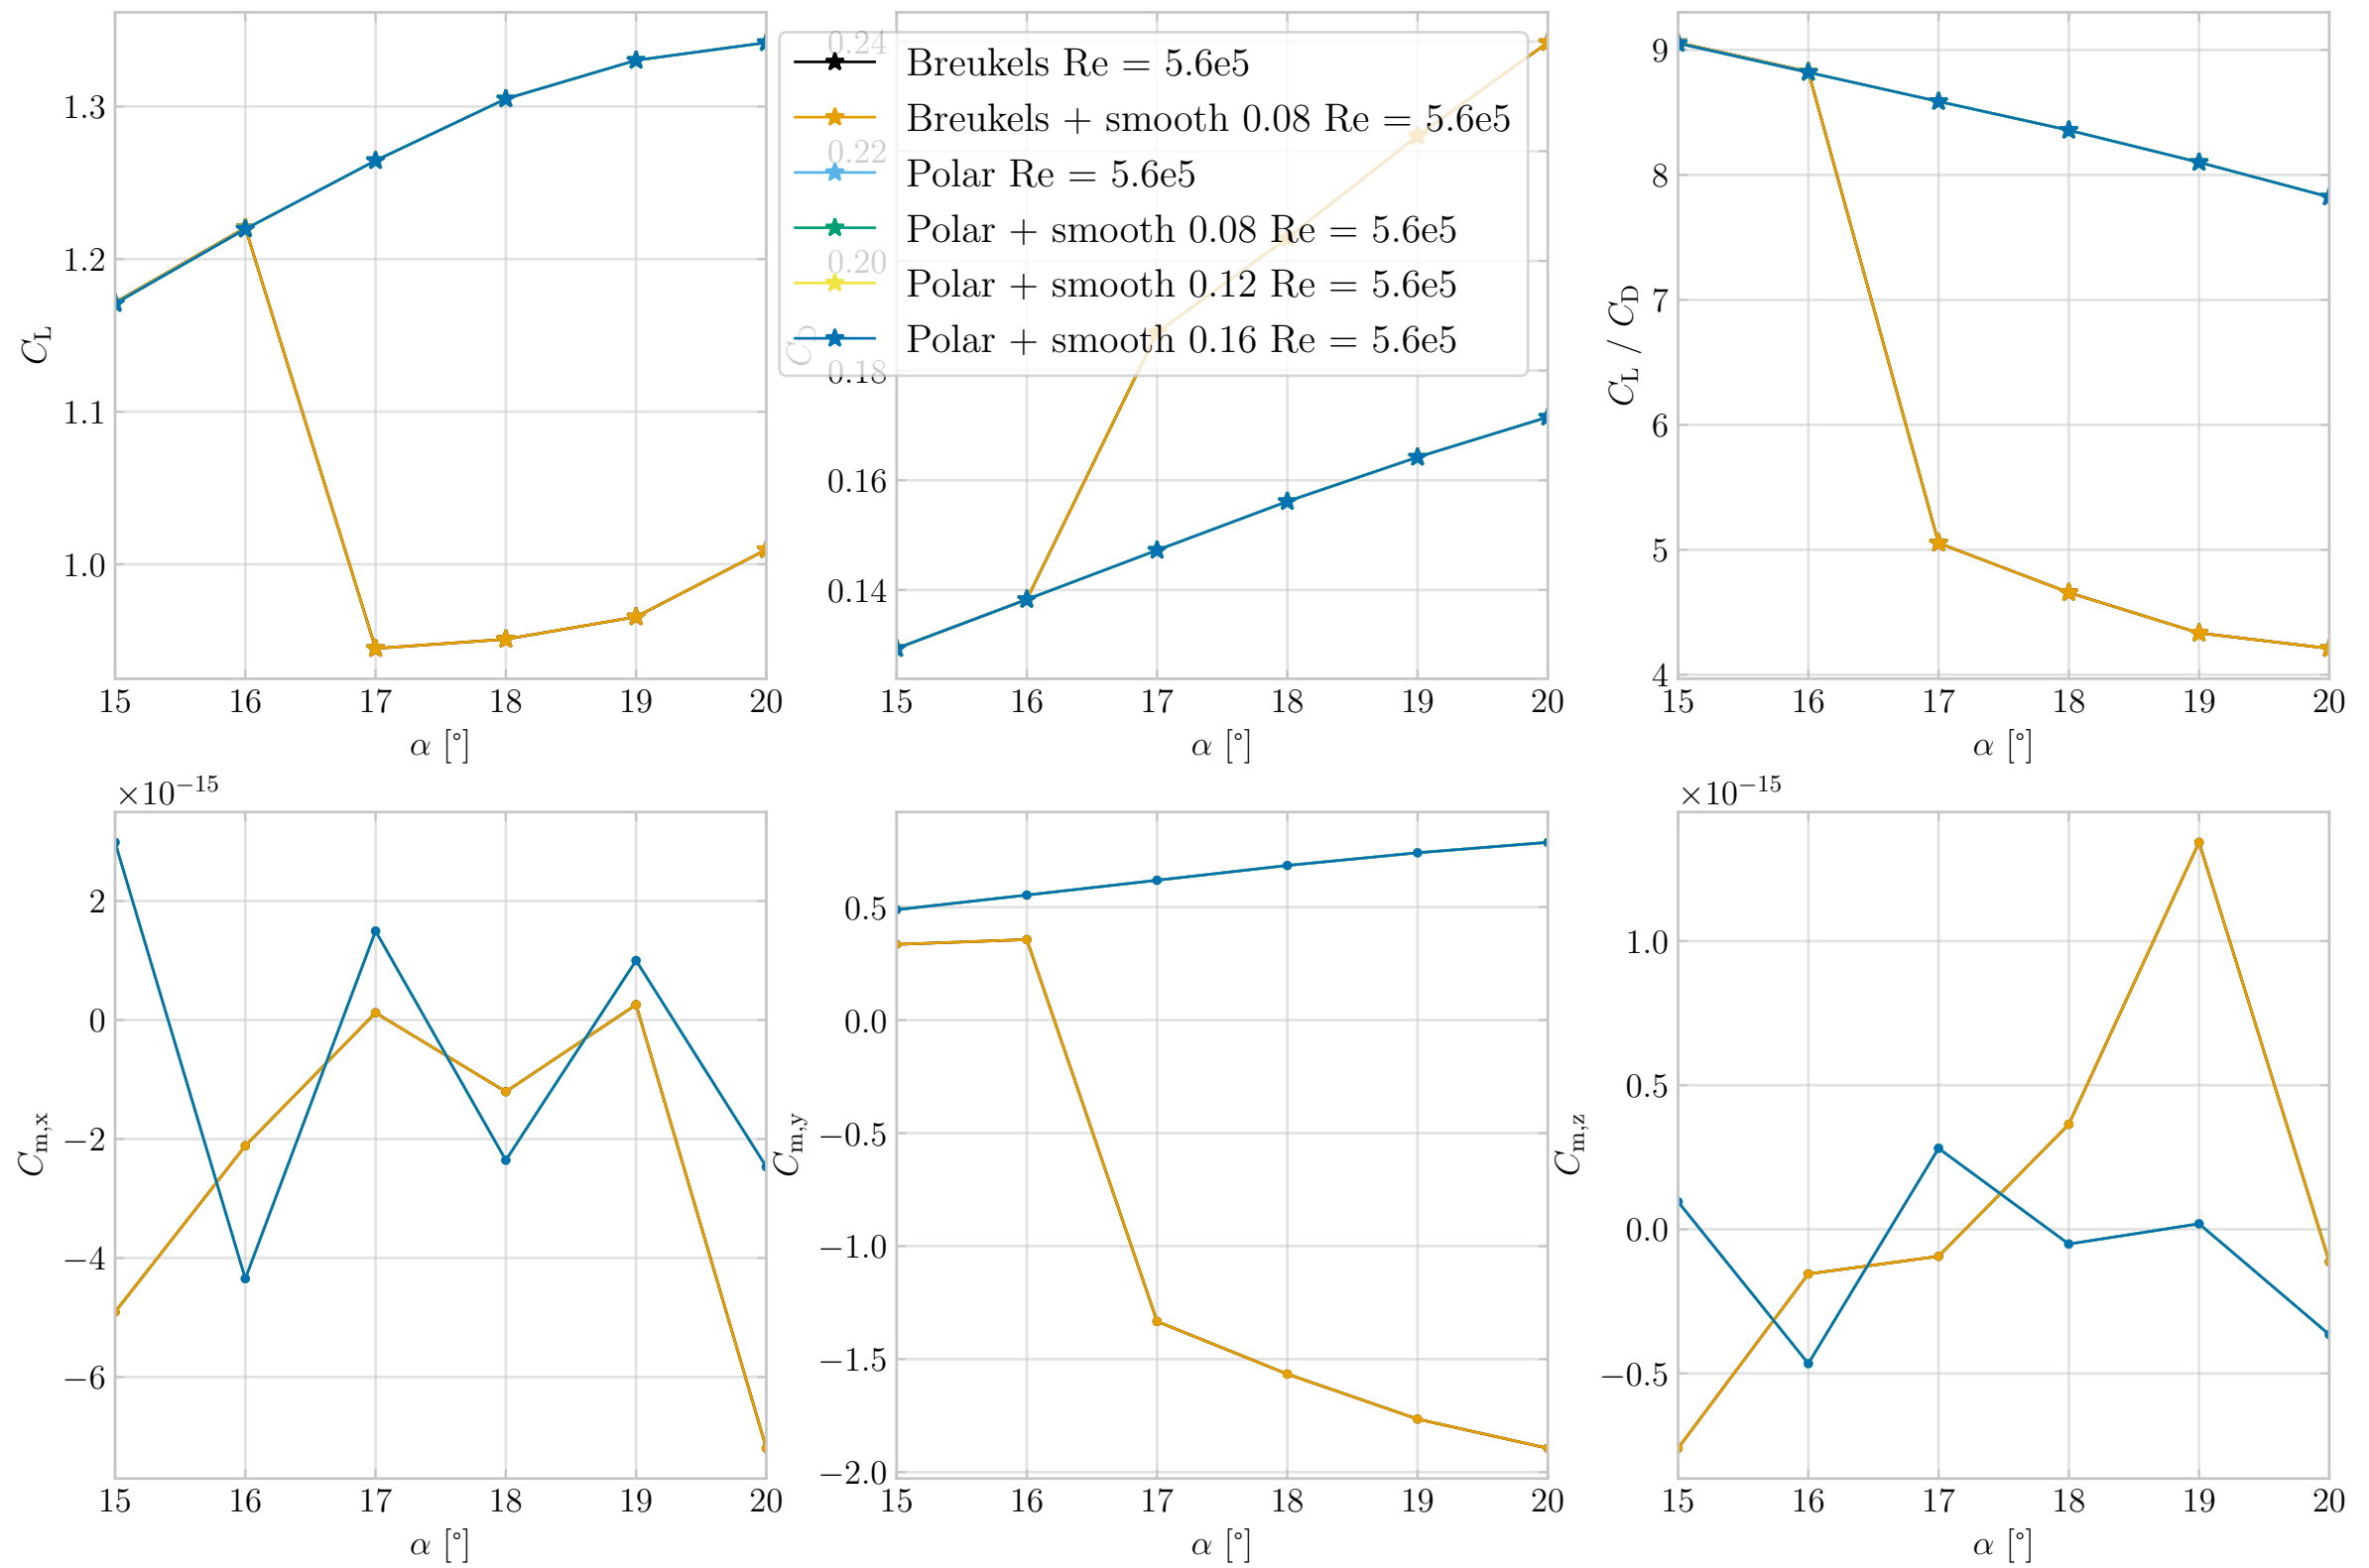 1.3
1.2
1.1
1.0
C_L
15 16 17 18 19 20
α [°]
0.24
0.22
0.20
0.18
0.16
0.14
C_D
15 16 17 18 19 20
α [°]
Breukels Re = 5.6e5
Breukels + smooth 0.08 Re = 5.6e5
Polar Re = 5.6e5
Polar + smooth 0.08 Re = 5.6e5
Polar + smooth 0.12 Re = 5.6e5
Polar + smooth 0.16 Re = 5.6e5
9
8
7
6
5
4
C_L / C_D
15 16 17 18 19 20
α [°]
×10⁻¹⁵
2
0
−2
−4
−6
C_m,x
15 16 17 18 19 20
α [°]
0.5
0.0
−0.5
−1.0
−1.5
−2.0
C_m,y
15 16 17 18 19 20
α [°]
×10⁻¹⁵
1.0
0.5
0.0
−0.5
C_m,z
15 16 17 18 19 20
α [°]